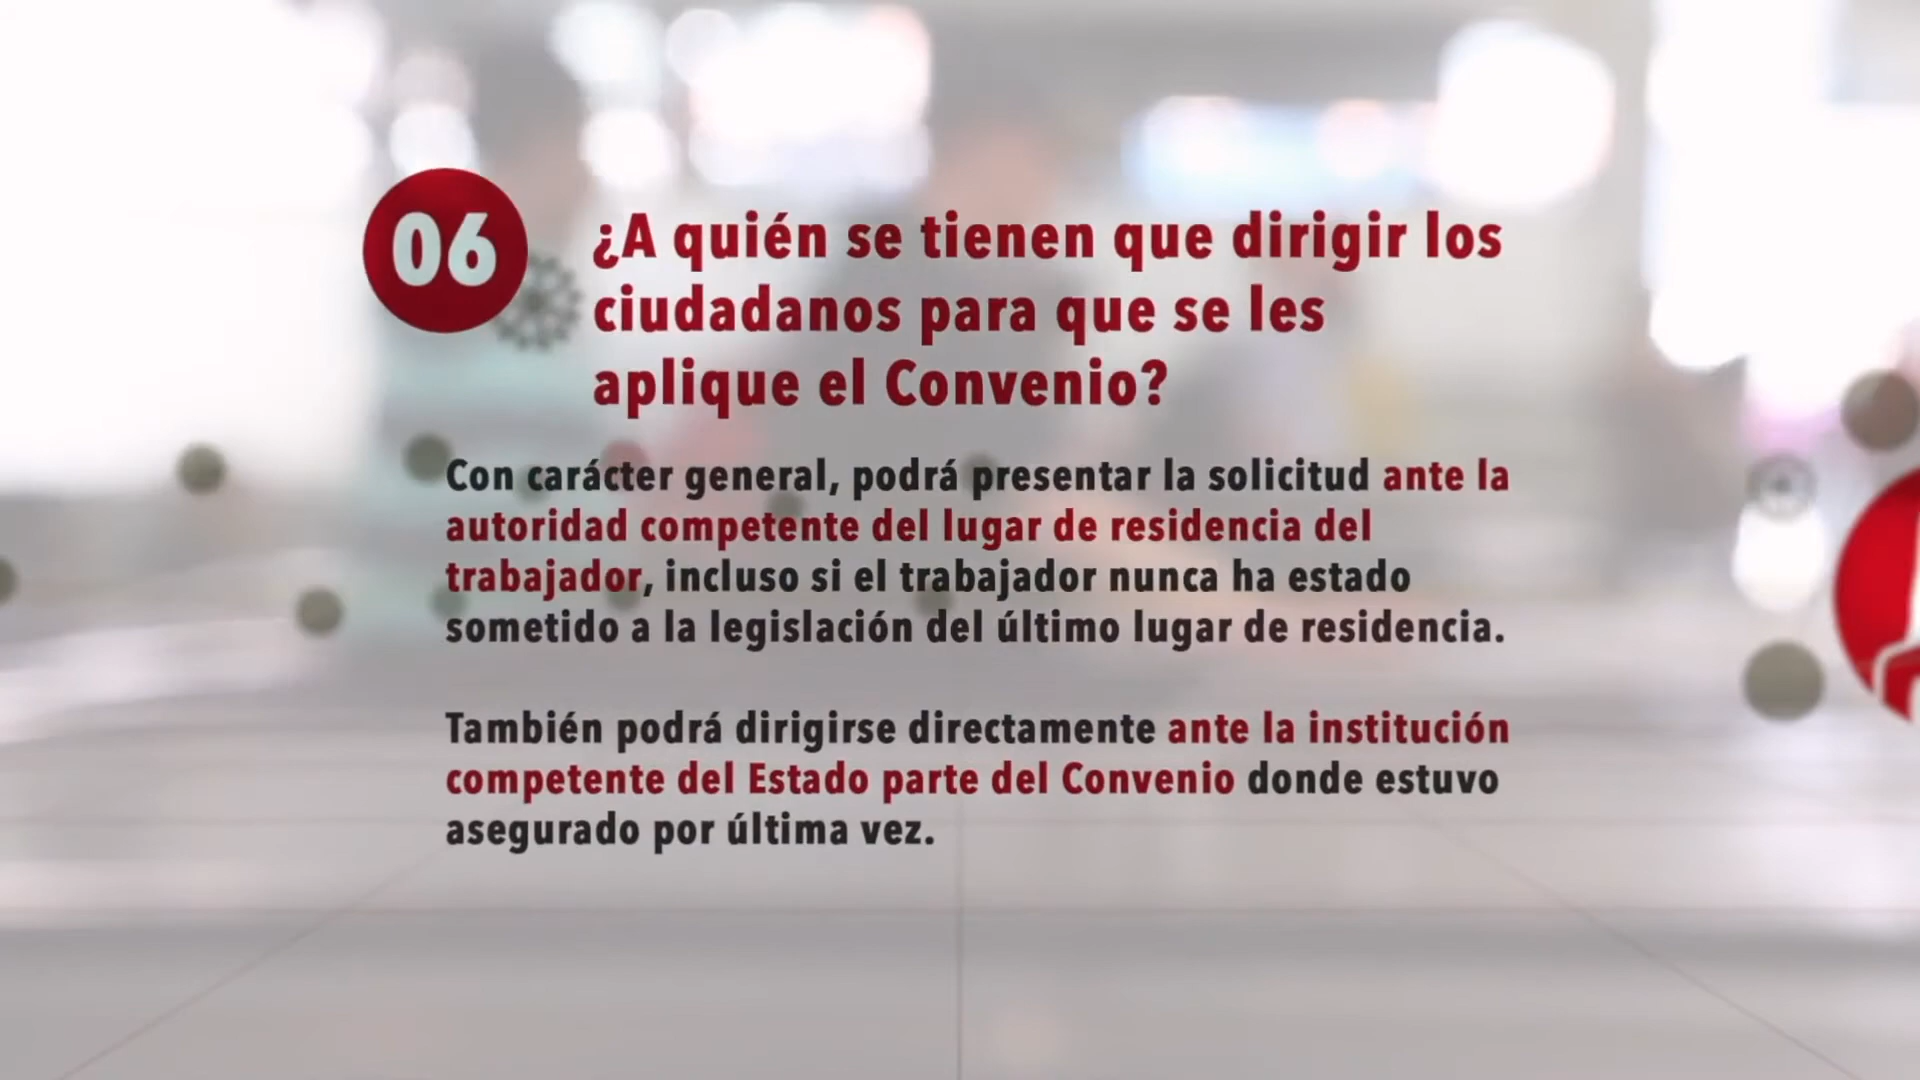 06
¿A quién se tienen que dirigir los
ciudadanos para que se les
aplique el Convenio?
Con carácter general, podrá presentar la solicitud ante la
autoridad competente del lugar de residencia del
trabajador, incluso si el trabajador nunca ha estado
sometido a la legislación del último lugar de residencia.
También podrá dirigirse directamente ante la institución
competente del Estado parte del Convenio donde estuvo
asegurado por última vez.